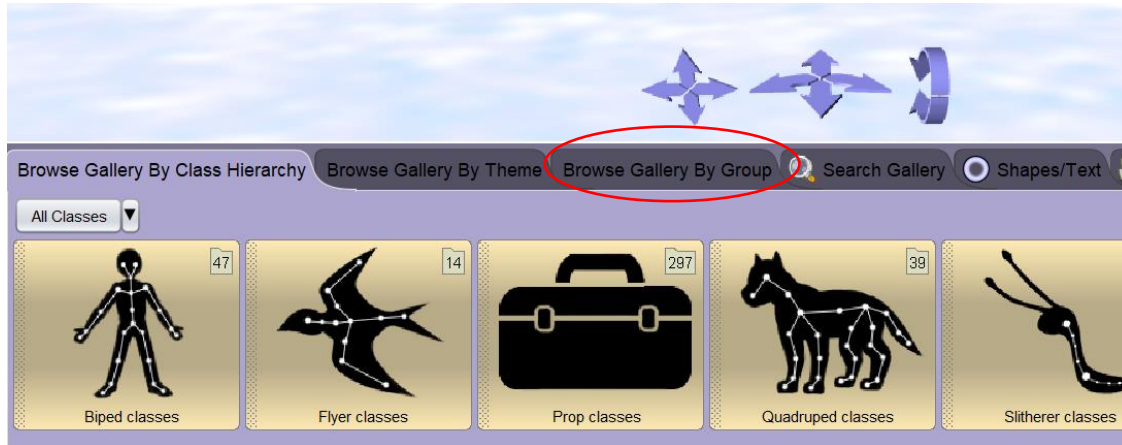 Browse Gallery By Class Hierarchy
Browse Gallery By Theme
Browse Gallery By Group
Search Gallery
Shapes/Text
All Classes
47
14
297
39
Biped classes
Flyer classes
Prop classes
Quadruped classes
Slitherer classes